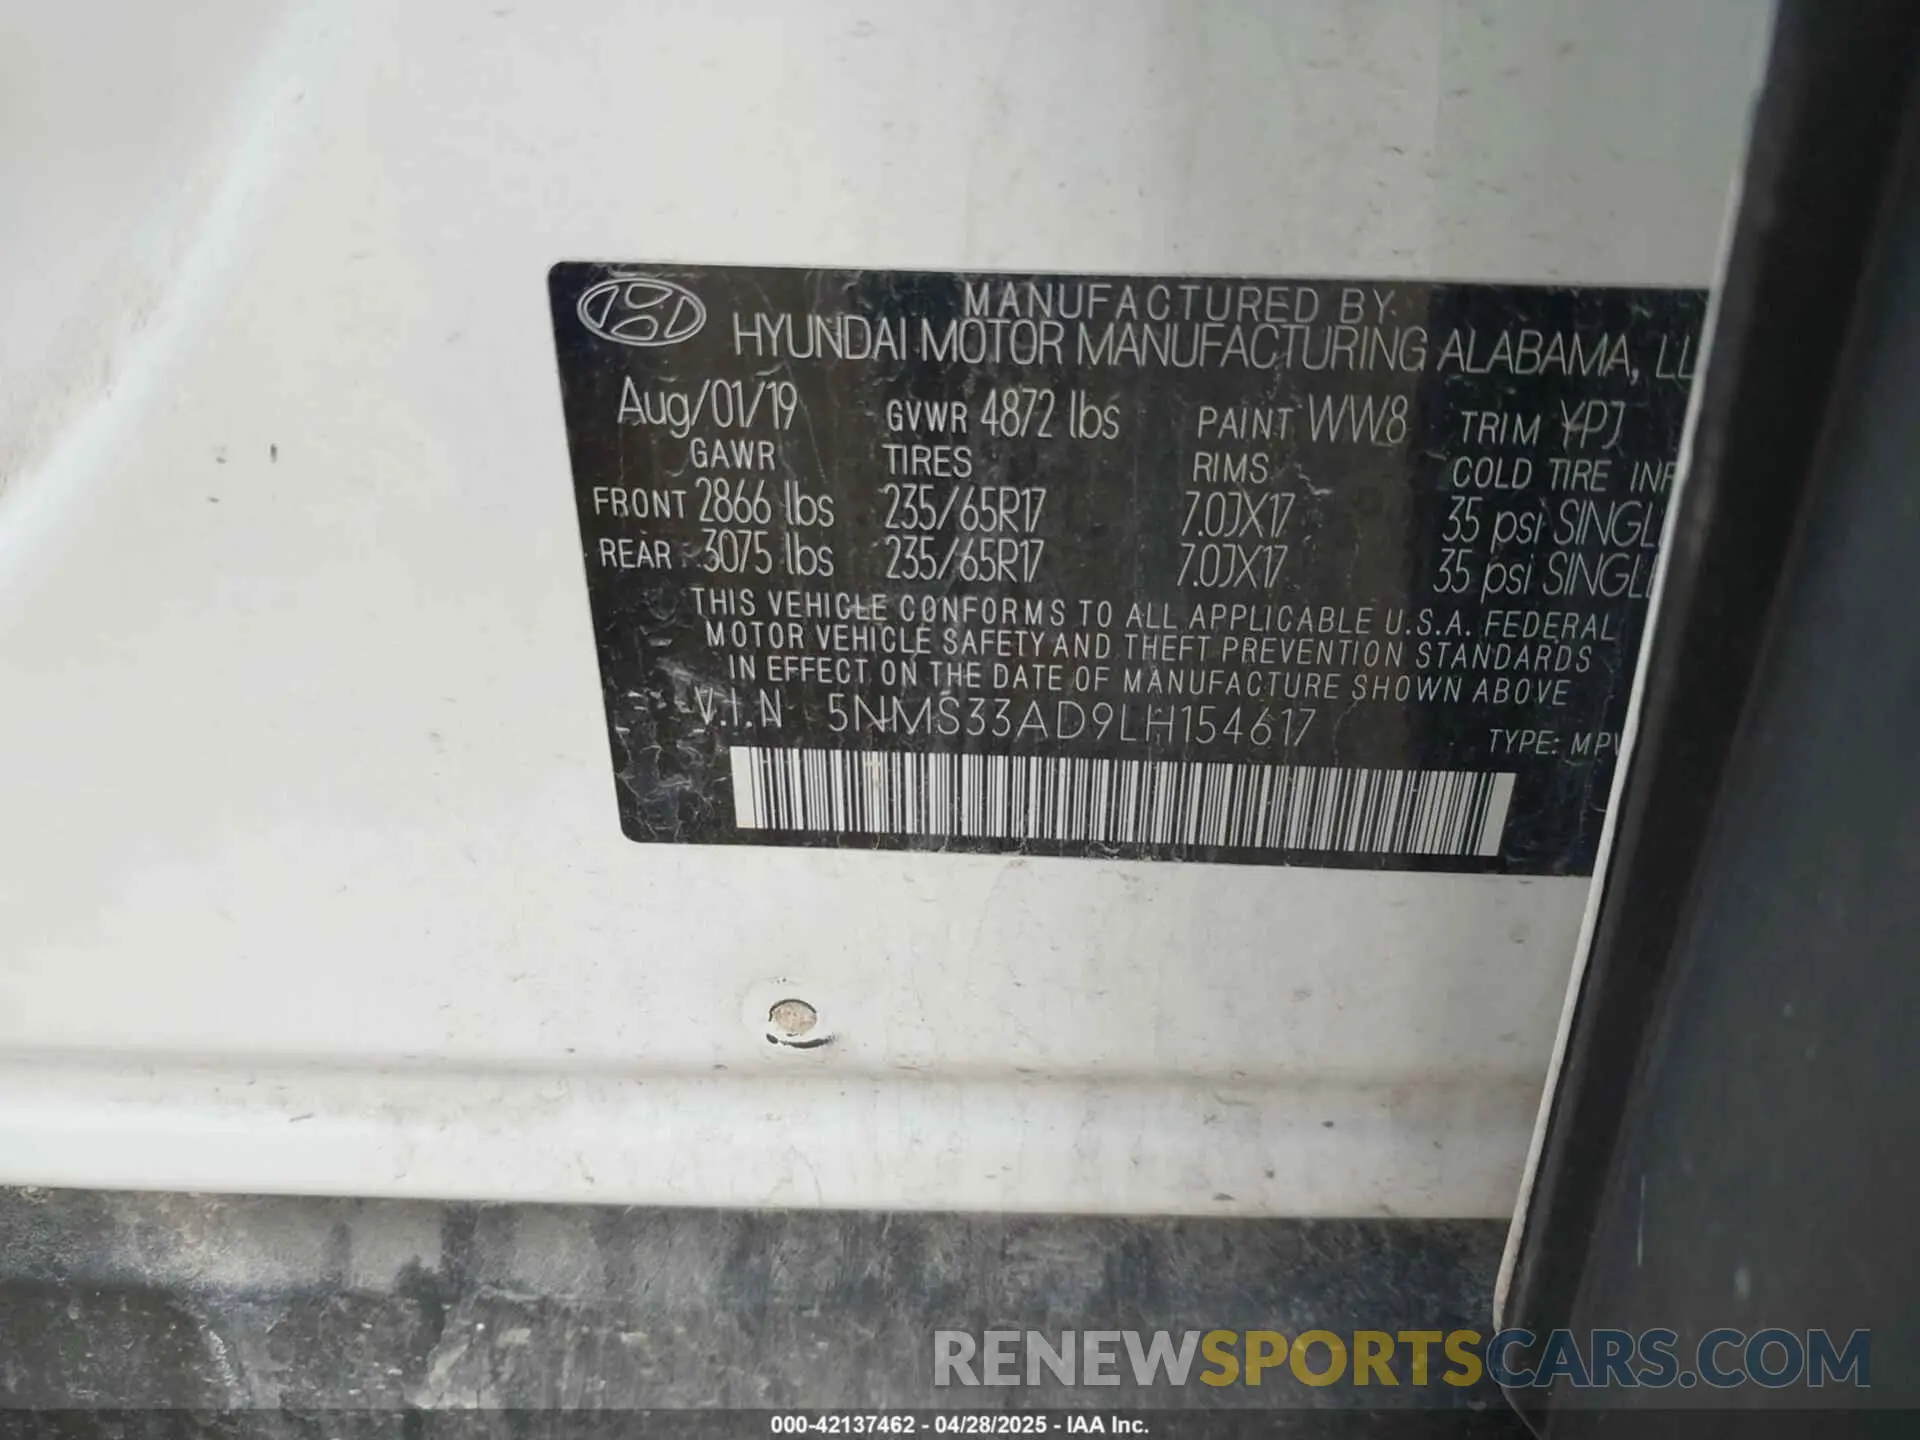 MANUFACTURED BY
HYUNDAI MOTOR MANUFACTURING ALABAMA, LL
Aug/01/19 GVWR 4872 lbs PAINT WW8 TRIM YPJ
GAWR TIRES RIMS COLD TIRE INF
FRONT 2866 lbs 235/65R17 7.0JX17 35 psi SINGL
REAR 3075 lbs 235/65R17 7.0JX17 35 psi SINGLE
THIS VEHICLE CONFORMS TO ALL APPLICABLE U.S.A. FEDERAL
MOTOR VEHICLE SAFETY AND THEFT PREVENTION STANDARDS
IN EFFECT ON THE DATE OF MANUFACTURE SHOWN ABOVE
V.I.N 5NMS33AD9LH154617 TYPE: MPV
RENEWSPORTSCARS.COM
000-42137462 - 04/28/2025 - IAA Inc.